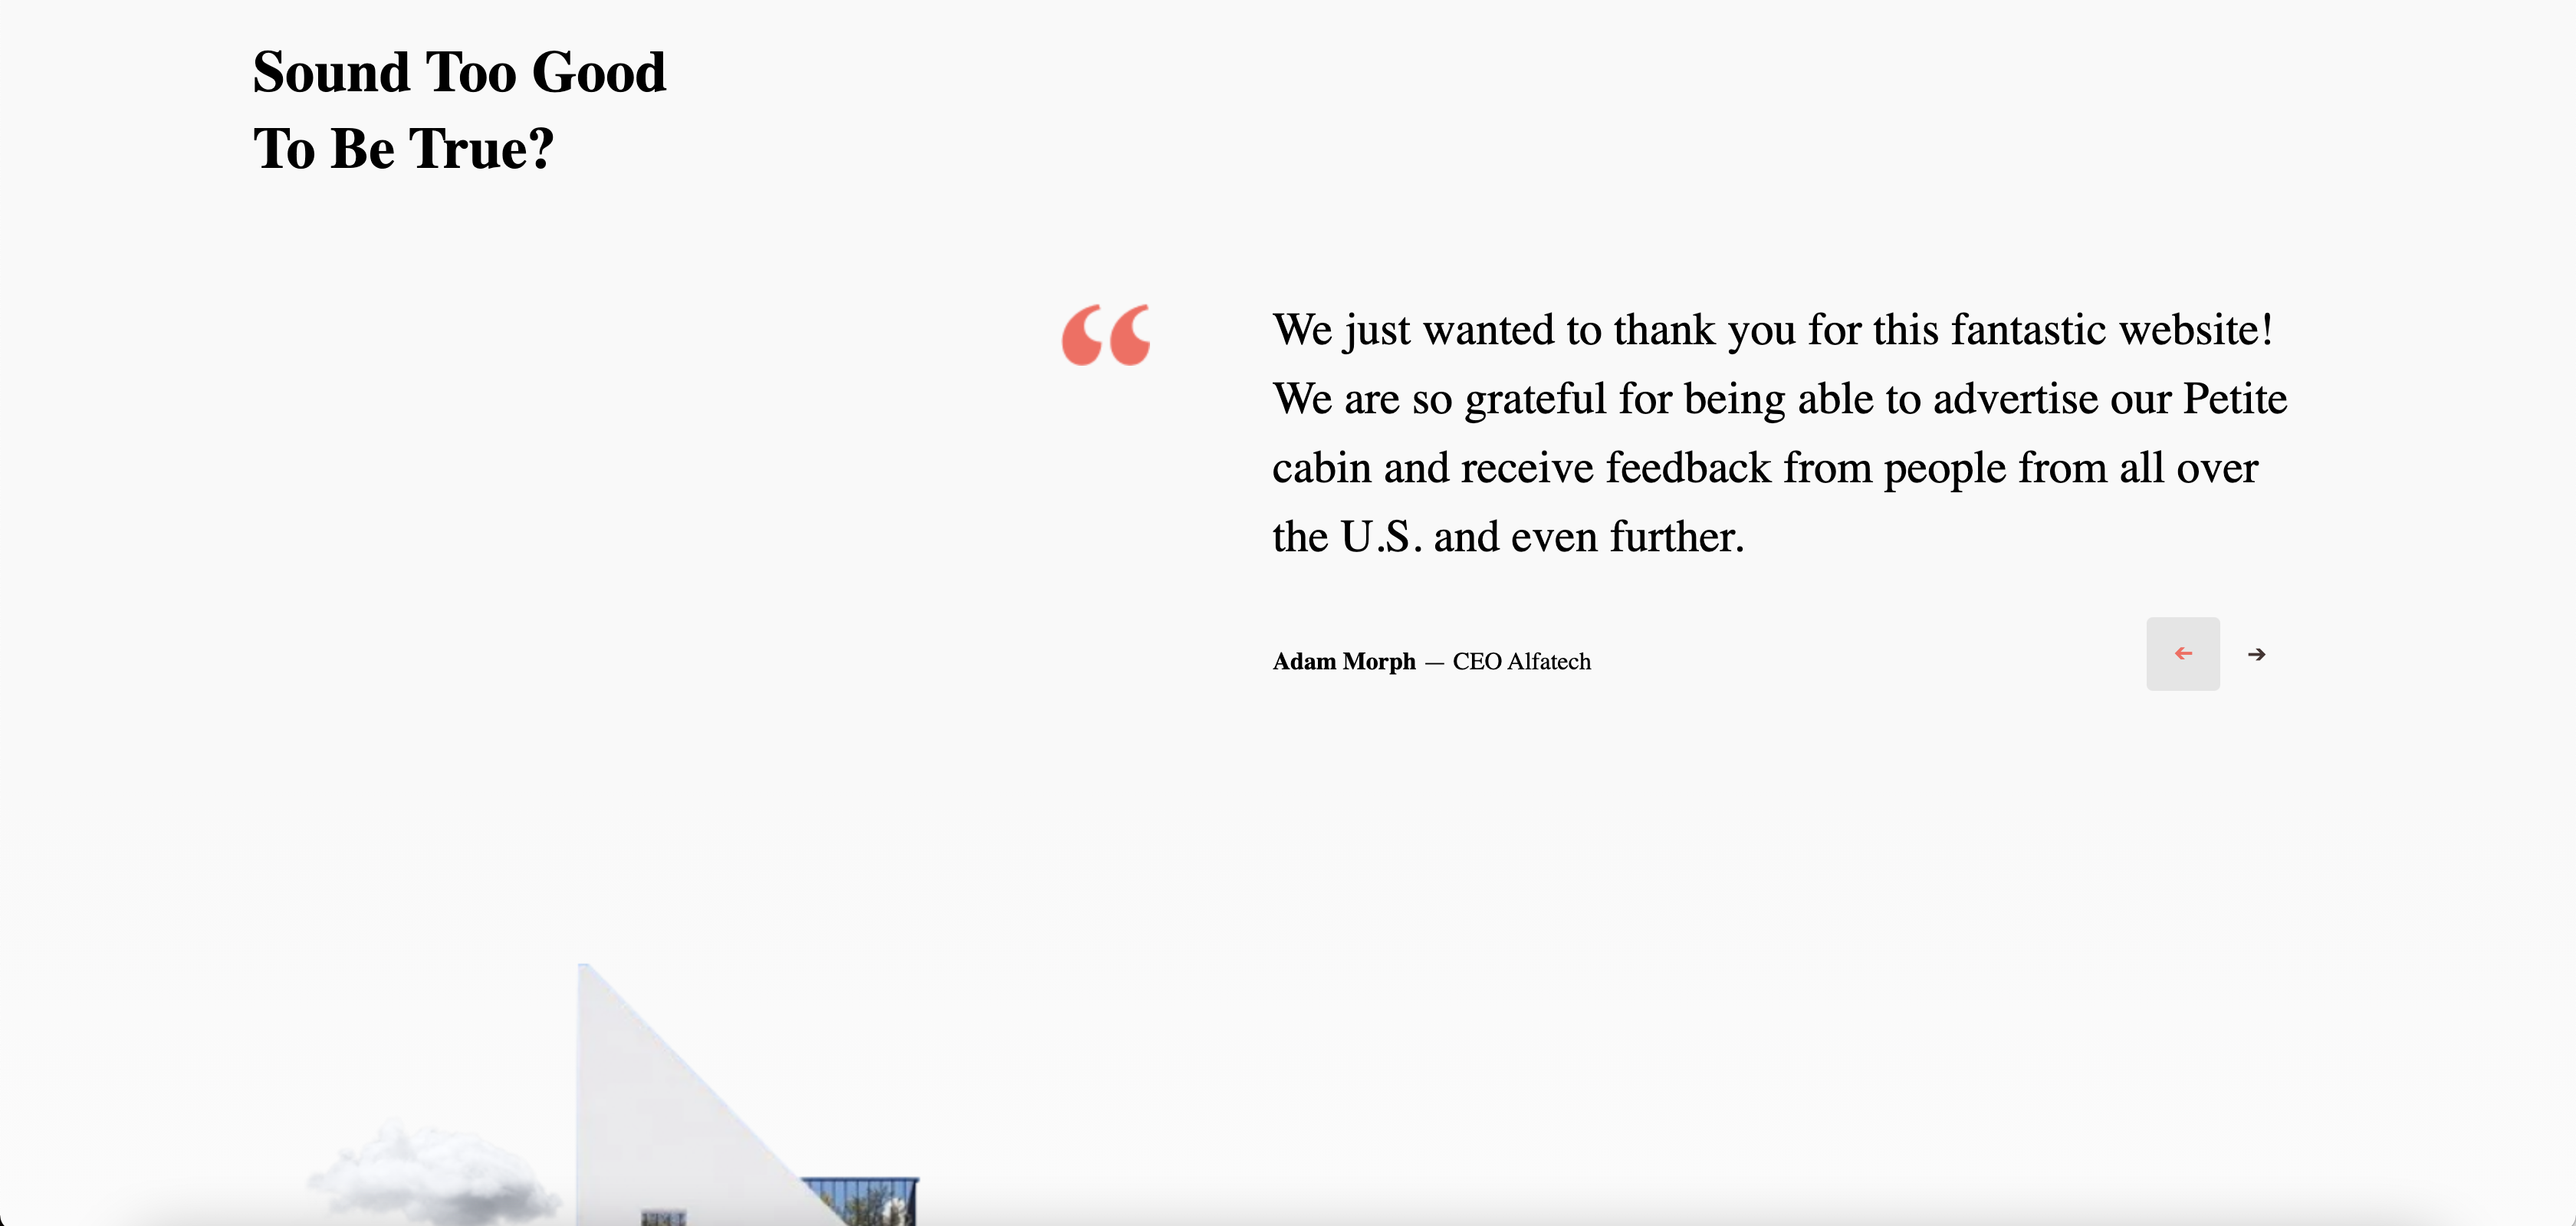 Sound Too Good
To Be True?
“
We just wanted to thank you for this fantastic website!
We are so grateful for being able to advertise our Petite
cabin and receive feedback from people from all over
the U.S. and even further.
Adam Morph — CEO Alfatech